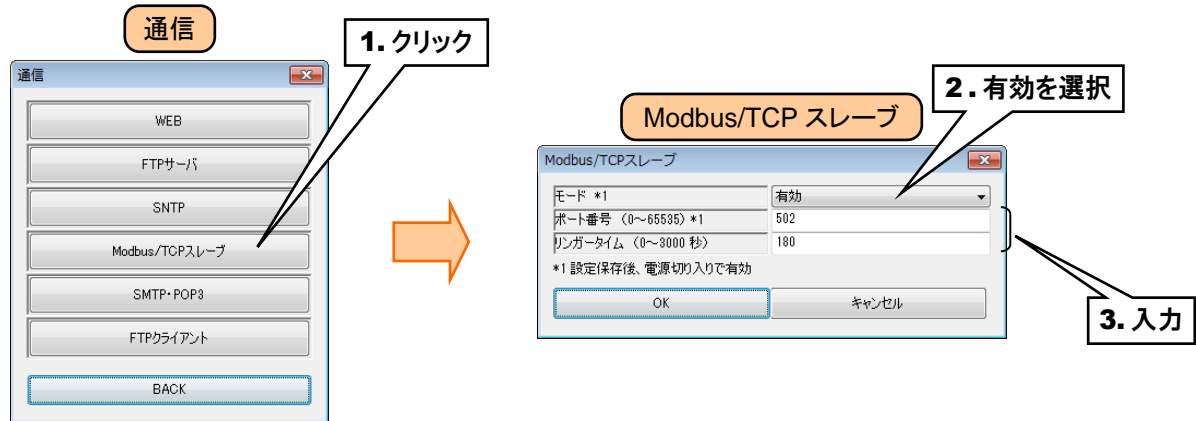 通信
1. クリック
通信
WEB
FTPサーバ
SNTP
Modbus/TCPスレーブ
SMTP・POP3
FTPクライアント
BACK
2. 有効を選択
Modbus/TCP スレーブ
Modbus/TCPスレーブ
モード *1 有効
ポート番号 (0~65535) *1 502
リンガータイム (0~3000 秒) 180
*1 設定保存後、電源切り入りで有効
OK キャンセル
3. 入力